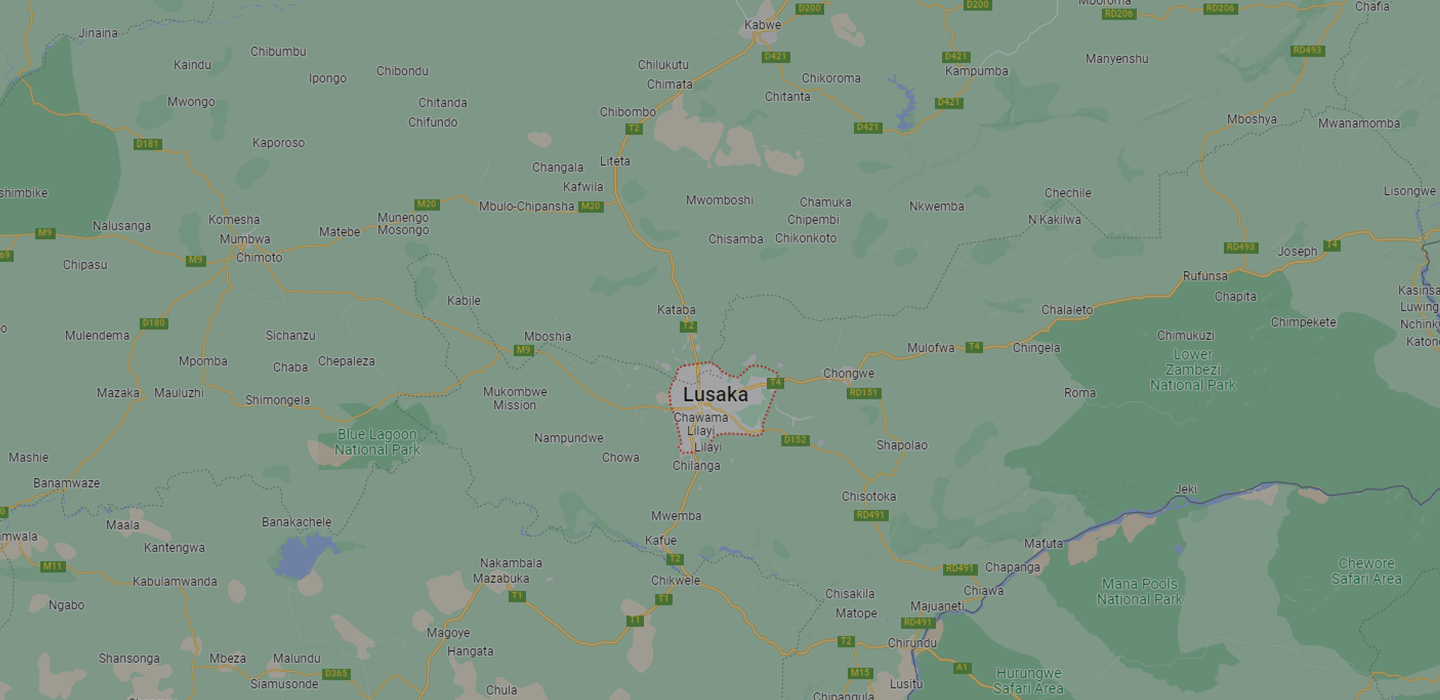 D200
D200
Kabwe
RD206
RD206
Chafia
Jinaina
Chibumbu
Kaindu
Ipongo
Chibondu
Chilukutu
Chimata
D421
D421
Chikoroma
Kampumba
Manyenshu
RD493
Mwongo
Chitanda
Chifundo
Chibombo
Chitanta
D421
D421
T2
Mboshya
Mwanamomba
D181
Kaporoso
Changala
Liteta
Kafwila
shimbike
Chechile
Lisongwe
M20
Mbulo-Chipansha
M20
Mwomboshi
Chamuka
Chipembi
Nkwemba
N'Kakilwa
Komesha
Munengo
Mosongo
Nalusanga
M9
Matebe
Mumbwa
Chimoto
M9
Chisamba
Chikonkoto
RD493
Joseph
T4
69
Chipasu
Rufunsa
Chapita
Kasinsa
Luwing
Nchink
Katon
Kabile
Kataba
T2
Chalaleto
Chimpekete
D180
Mulendema
Sichanzu
Mboshia
M9
Mulofwa
T4
Chingela
Chimukuzi
Lower
Zambezi
National Park
Mpomba
Chaba
Chepaleza
Chongwe
T4
RD151
Mazaka
Mauluzhi
Shimongela
Mukombwe
Mission
Lusaka
Roma
Chawama
Lilayi
Lilayi
D152
Blue Lagoon
National Park
Nampundwe
Chowa
Chilanga
Shapolao
Mashie
Banamwaze
Chisotoka
RD491
Jeki
Maala
Banakachele
Mwemba
mwala
Kantengwa
Kafue
T2
Mafuta
M11
Kabulamwanda
Nakambala
Mazabuka
T1
Chikwele
T1
RD491
Chapanga
Chiawa
Mana Pools
National Park
Chewore
Safari Area
Ngabo
Chisakila
Matope
Majuaneti
RD491
T1
Magoye
Hangata
T2
Chirundu
Shansonga
Mbeza
Malundu
Siamusonde
D365
Chula
M15
Chipangula
Lusitu
A1
Hurungwe
Safari Area